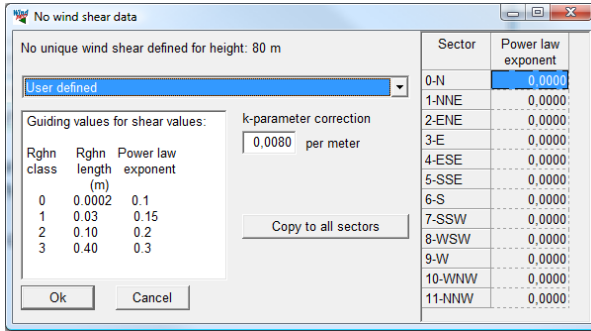 No wind shear data
No unique wind shear defined for height: 80 m
User defined
Guiding values for shear values:
Rghn Rghn Power law
class length exponent
(m)
0 0.0002 0.1
1 0.03 0.15
2 0.10 0.2
3 0.40 0.3
k-parameter correction
0,0080 per meter
Copy to all sectors
Ok Cancel
Sector Power law
exponent
0-N 0,0000
1-NNE 0,0000
2-ENE 0,0000
3-E 0,0000
4-ESE 0,0000
5-SSE 0,0000
6-S 0,0000
7-SSW 0,0000
8-WSW 0,0000
9-W 0,0000
10-WNW 0,0000
11-NNW 0,0000